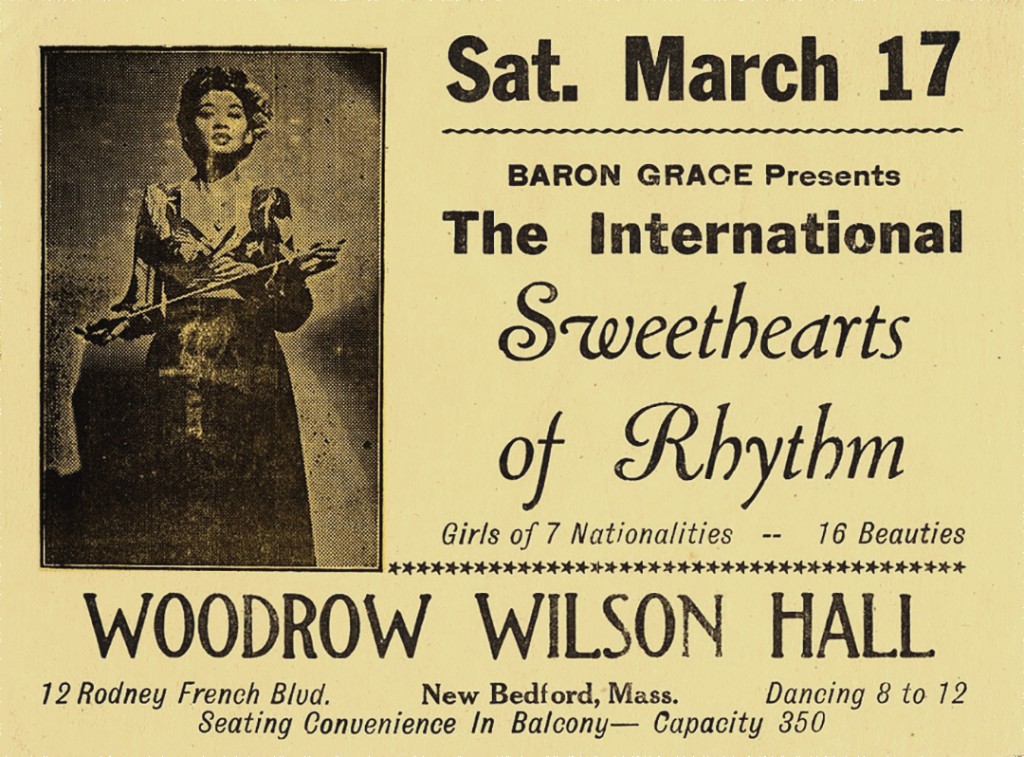 Sat. March 17
BARON GRACE Presents
The International
Sweethearts
of Rhythm
Girls of 7 Nationalities -- 16 Beauties
WOODROW WILSON HALL
12 Rodney French Blvd. New Bedford, Mass. Dancing 8 to 12
Seating Convenience In Balcony— Capacity 350